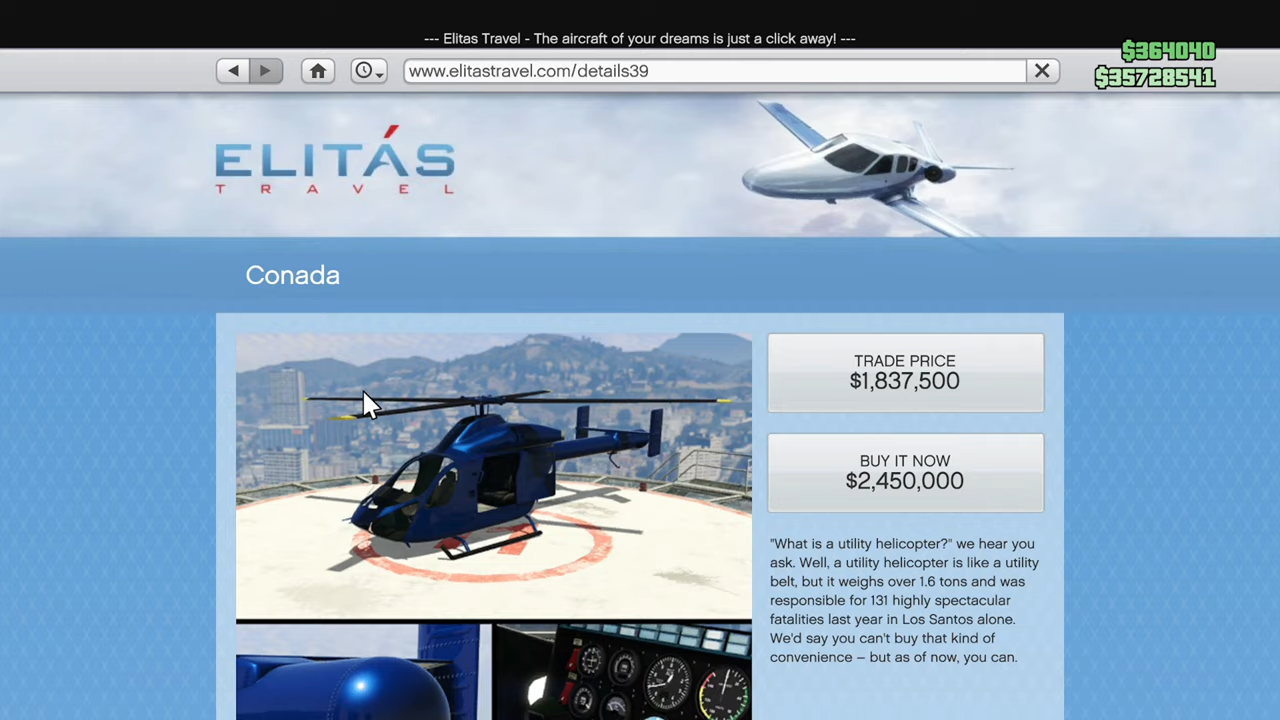 --- Elitas Travel - The aircraft of your dreams is just a click away! ---
$364040
www.elitastravel.com/details39
$35728541
ELITÁS
TRAVEL
Conada
TRADE PRICE
$1,837,500
BUY IT NOW
$2,450,000
"What is a utility helicopter?" we hear you
ask. Well, a utility helicopter is like a utility
belt, but it weighs over 1.6 tons and was
responsible for 131 highly spectacular
fatalities last year in Los Santos alone.
We'd say you can't buy that kind of
convenience – but as of now, you can.